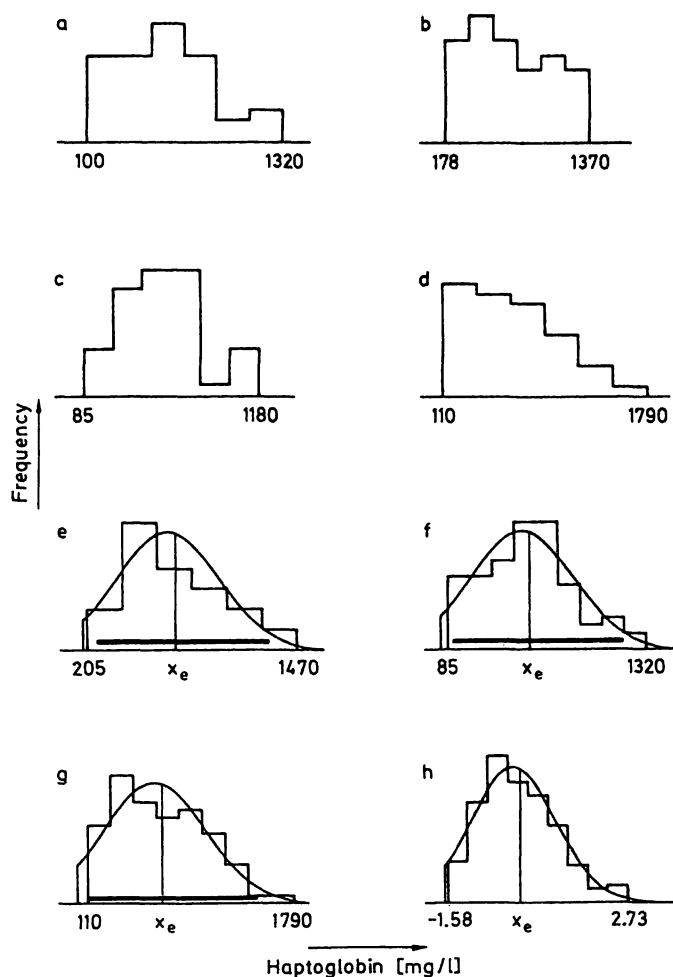 a
100 1320
b
178 1370
c
85 1180
d
110 1790
Frequency
e
205 xe 1470
f
85 xe 1320
g
110 xe 1790
h
-1.58 xe 2.73
Haptoglobin [mg/l]